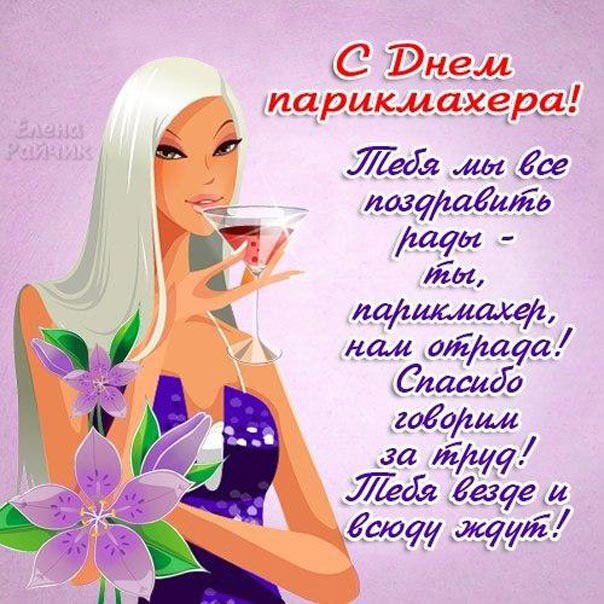 С Днем
парикмахера!
Елена
Райчик
Тебя мы все
поздравить
рады -
ты,
парикмахер,
нам отрада!
Спасибо
говорим
за труд!
Тебя везде и
всюду ждут!